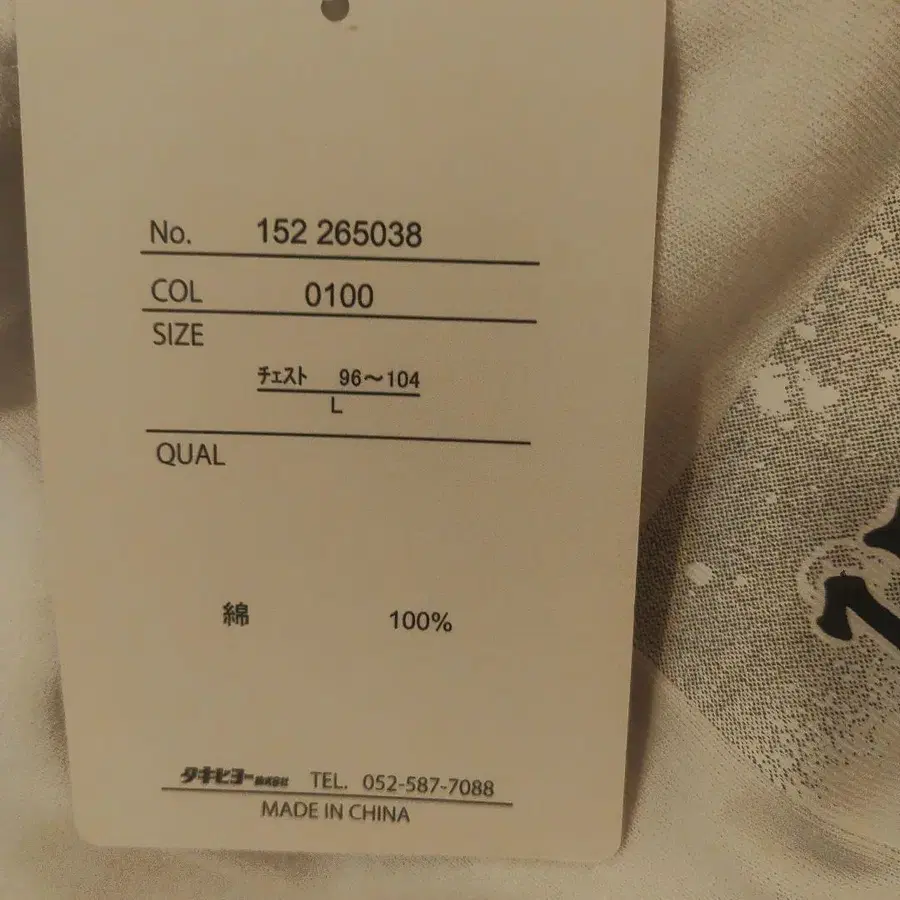 No. 152 265038
COL 0100
SIZE
チェスト 96〜104
L
QUAL
綿 100%
タキヒヨー株式会社 TEL. 052-587-7088
MADE IN CHINA